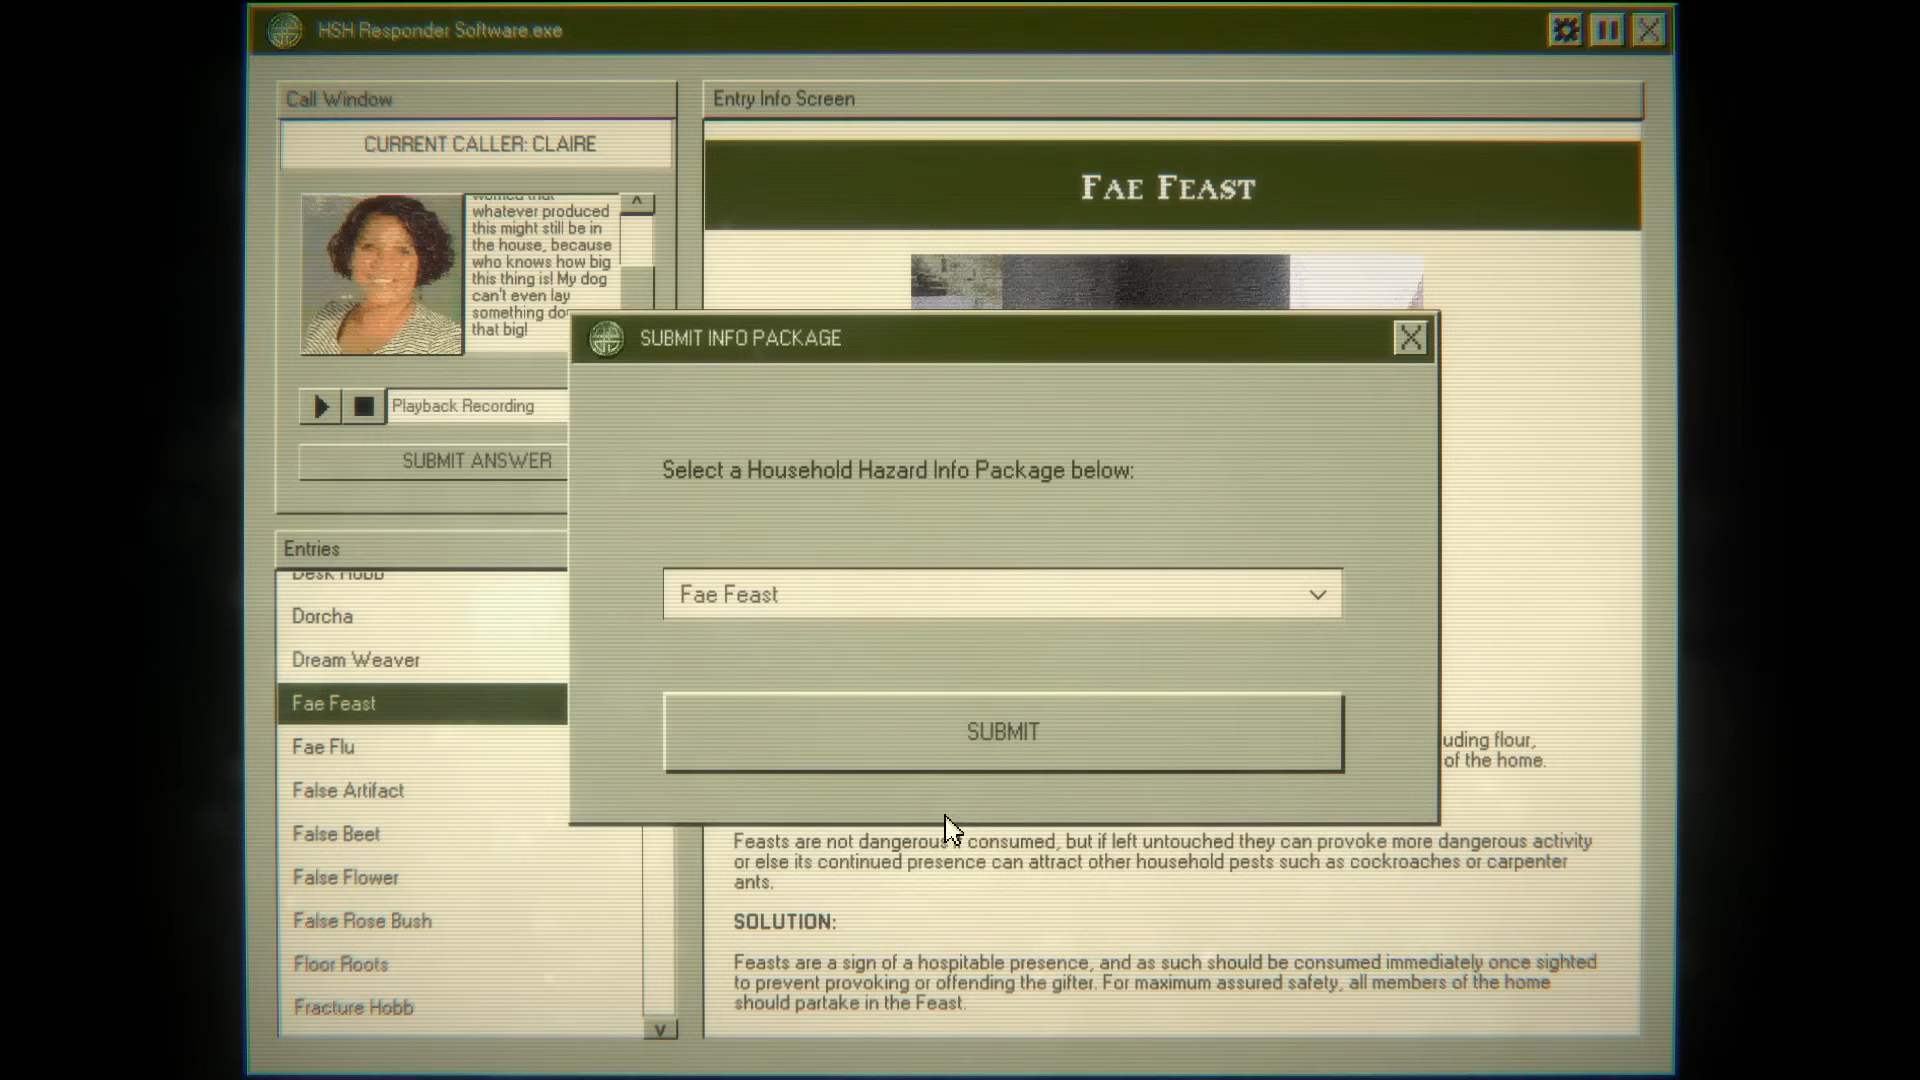 HSH Responder Software.exe
Call Window
CURRENT CALLER: CLAIRE
worried that
whatever produced
this might still be in
the house, because
who knows how big
this thing is! My dog
can't even lay
something do
that big!
Playback Recording
SUBMIT ANSWER
Entries
Desk Hobb
Dorcha
Dream Weaver
Fae Feast
Fae Flu
False Artifact
False Beet
False Flower
False Rose Bush
Floor Roots
Fracture Hobb
Entry Info Screen
FAE FEAST
SUBMIT INFO PACKAGE
Select a Household Hazard Info Package below:
Fae Feast
SUBMIT
uding flour,
of the home.
Feasts are not dangerous if consumed, but if left untouched they can provoke more dangerous activity
or else its continued presence can attract other household pests such as cockroaches or carpenter
ants.
SOLUTION:
Feasts are a sign of a hospitable presence, and as such should be consumed immediately once sighted
to prevent provoking or offending the gifter. For maximum assured safety, all members of the home
should partake in the Feast.